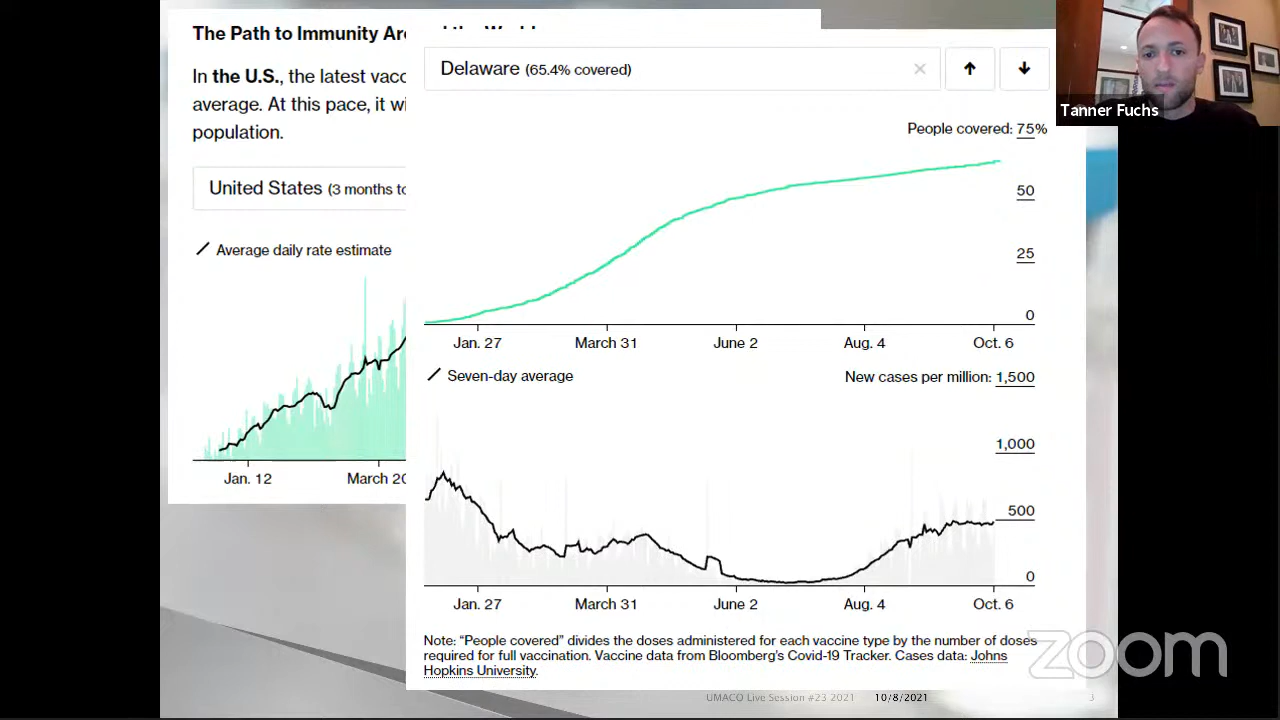 The Path to Immunity Ar
In the U.S., the latest vacc
average. At this pace, it wi
population.
United States (3 months to
Average daily rate estimate
Jan. 12
March 20
Delaware (65.4% covered)
People covered: 75%
50
25
0
Jan. 27
March 31
June 2
Aug. 4
Oct. 6
Seven-day average
New cases per million: 1,500
1,000
500
0
Jan. 27
March 31
June 2
Aug. 4
Oct. 6
Note: “People covered” divides the doses administered for each vaccine type by the number of doses
required for full vaccination. Vaccine data from Bloomberg’s Covid-19 Tracker. Cases data: Johns
Hopkins University.
UMACO Live Session #23 2021
10/8/2021
3
Tanner Fuchs
zoom